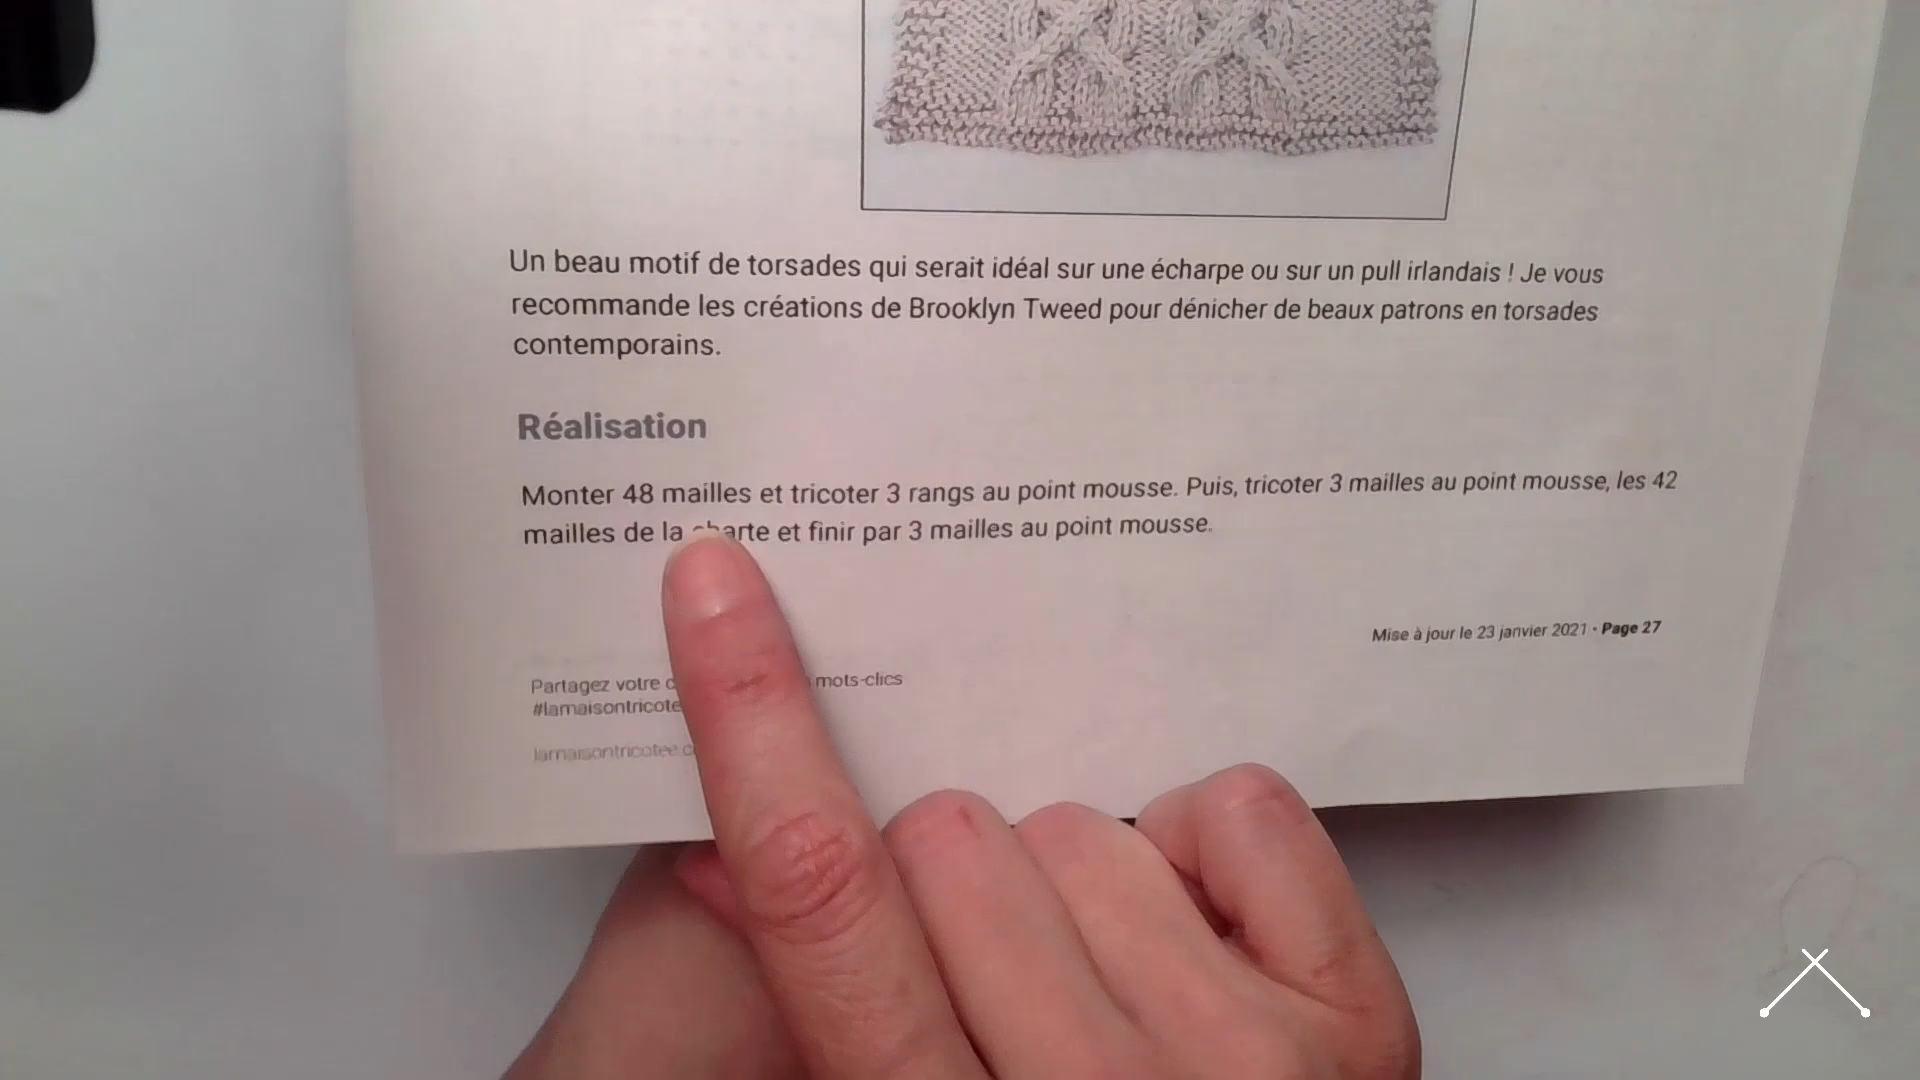 Un beau motif de torsades qui serait idéal sur une écharpe ou sur un pull irlandais ! Je vous
recommande les créations de Brooklyn Tweed pour dénicher de beaux patrons en torsades
contemporains.
Réalisation
Monter 48 mailles et tricoter 3 rangs au point mousse. Puis, tricoter 3 mailles au point mousse, les 42
mailles de la charte et finir par 3 mailles au point mousse.
Mise à jour le 23 janvier 2021 • Page 27
Partagez votre mots-clics
#lamaisontricote